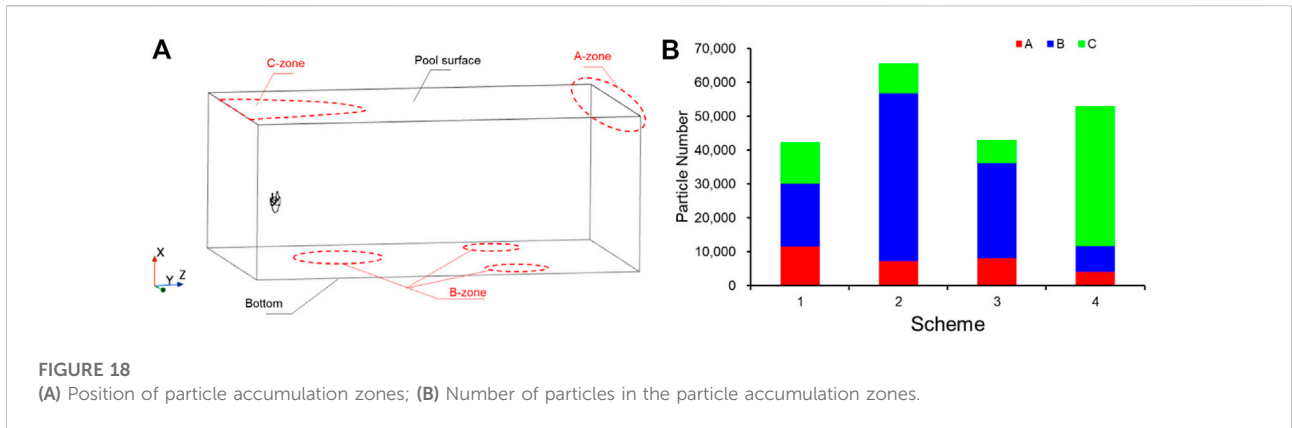 A
C-zone
Pool surface
A-zone
X
Y
Z
Bottom
B-zone
B
A
B
C
70,000
60,000
50,000
40,000
30,000
20,000
10,000
0
Particle Number
1
2
3
4
Scheme
FIGURE 18
(A) Position of particle accumulation zones; (B) Number of particles in the particle accumulation zones.